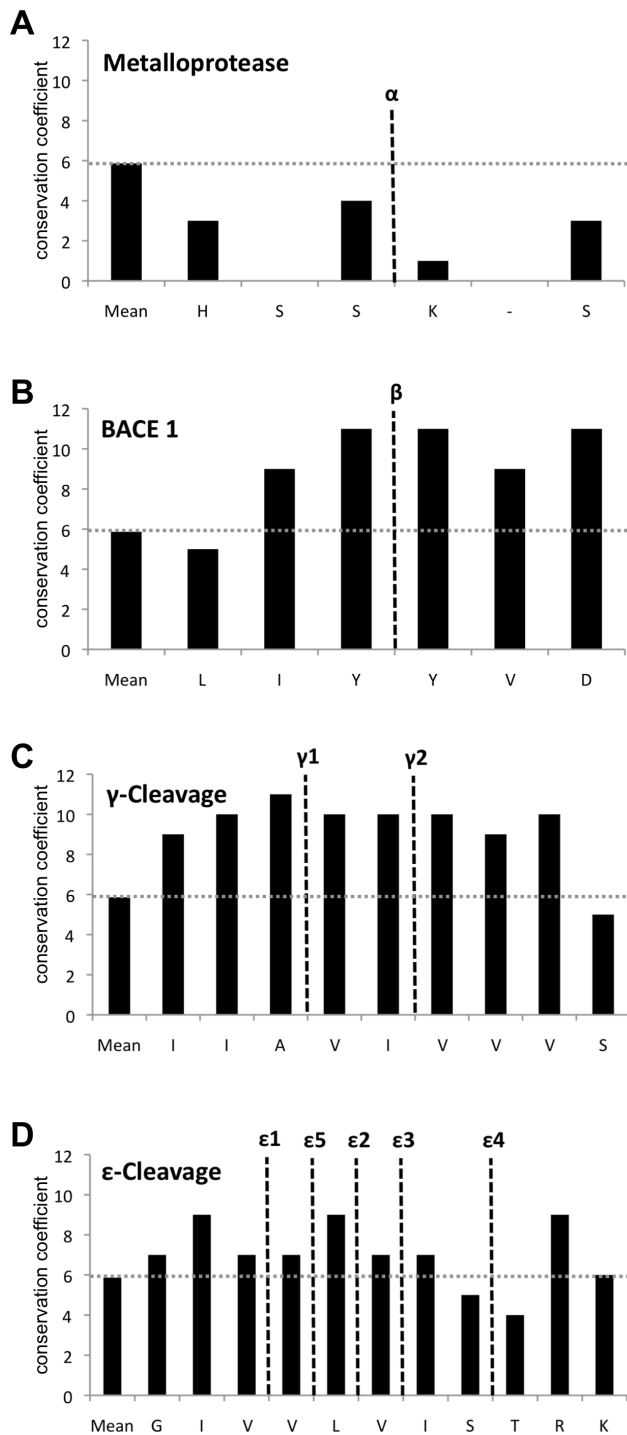 A
Metalloprotease
α
conservation coefficient
12
10
8
6
4
2
0
Mean H S S K - S
B
BACE 1
β
conservation coefficient
12
10
8
6
4
2
0
Mean L I Y Y V D
C
γ-Cleavage
γ1 γ2
conservation coefficient
12
10
8
6
4
2
0
Mean I I A V I V V V S
D
ε-Cleavage
ε1 ε5 ε2 ε3 ε4
conservation coefficient
12
10
8
6
4
2
0
Mean G I V V L V I S T R K